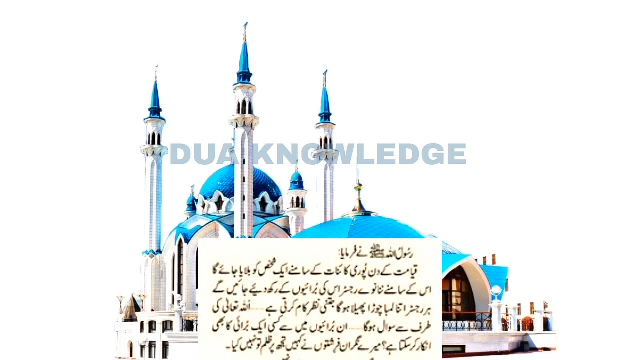 DUA KNOWLEDGE
رسول اللہ ﷺ نے فرمایا:
قیامت کے دن پوری کائنات کے سامنے ایک شخص کو بلایا جائے گا
اس کے سامنے ننانوے رجسٹر اس کی برائیوں کے رکھ دیئے جائیں گے
ہر رجسٹر اتنا لمبا چوڑا پھیلا ہوگا جتنی نظر کام کرتی ہے.....اللہ تعالیٰ کی
طرف سے سوال ہوگا.....ان برائیوں میں سے کسی ایک برائی کا بھی
انکار کرسکتا ہے؟ میرے نگران فرشتوں نے کہیں تجھ پر ظلم تو نہیں کیا۔